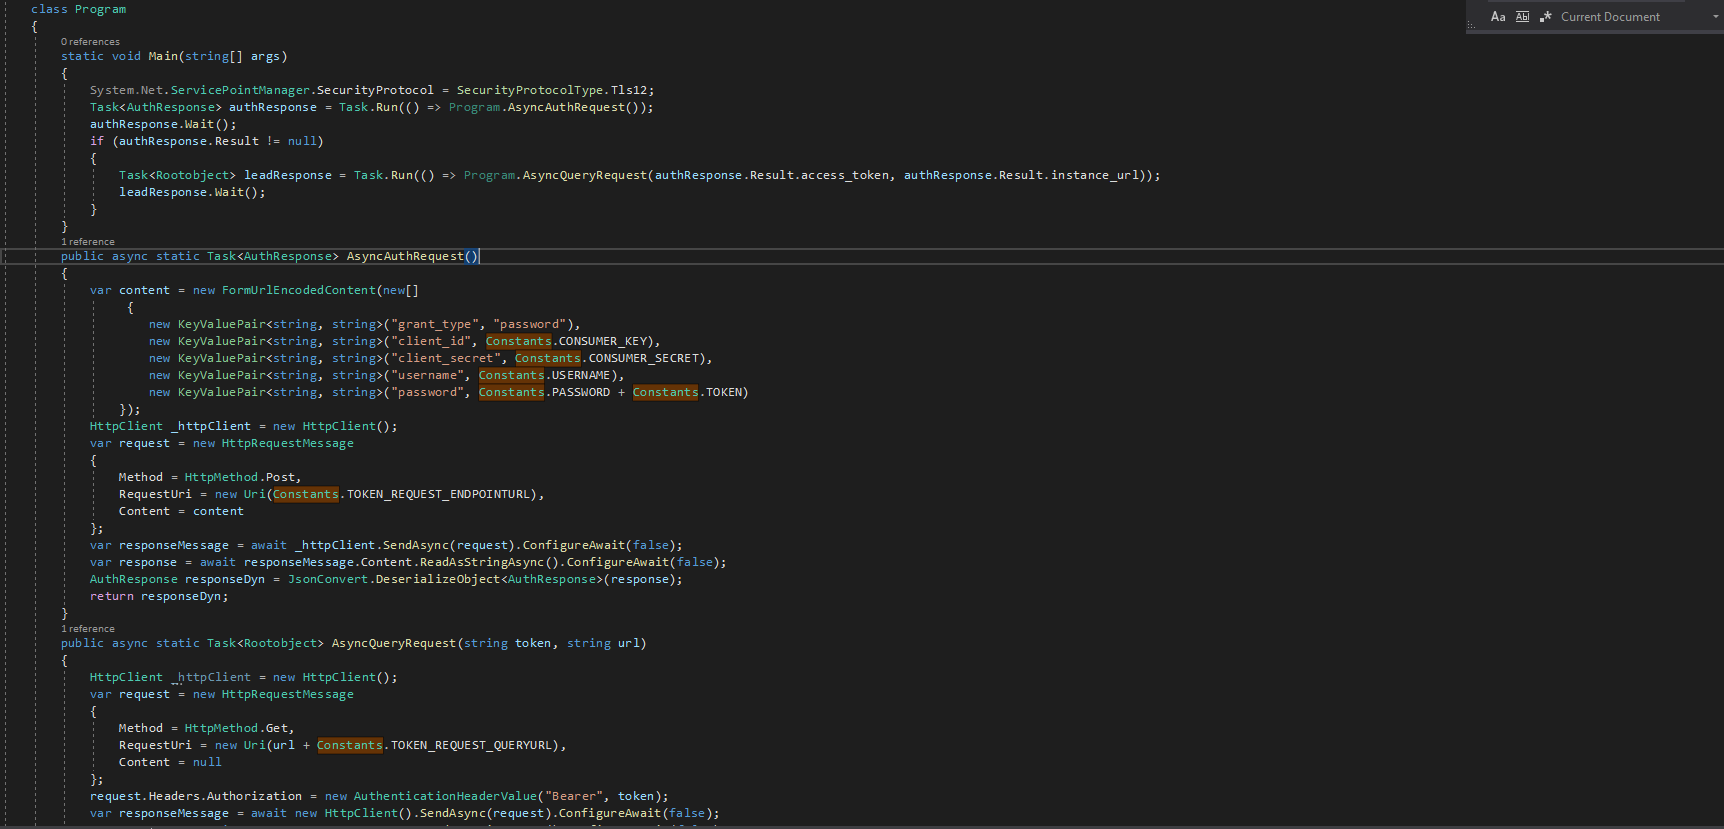 class Program
Aa Ab .* Current Document
{
0 references
static void Main(string[] args)
{
System.Net.ServicePointManager.SecurityProtocol = SecurityProtocolType.Tls12;
Task<AuthResponse> authResponse = Task.Run(() => Program.AsyncAuthRequest());
authResponse.Wait();
if (authResponse.Result != null)
{
Task<Rootobject> leadResponse = Task.Run(() => Program.AsyncQueryRequest(authResponse.Result.access_token, authResponse.Result.instance_url));
leadResponse.Wait();
}
}
1 reference
public async static Task<AuthResponse> AsyncAuthRequest()
{
var content = new FormUrlEncodedContent(new[]
{
new KeyValuePair<string, string>("grant_type", "password"),
new KeyValuePair<string, string>("client_id", Constants.CONSUMER_KEY),
new KeyValuePair<string, string>("client_secret", Constants.CONSUMER_SECRET),
new KeyValuePair<string, string>("username", Constants.USERNAME),
new KeyValuePair<string, string>("password", Constants.PASSWORD + Constants.TOKEN)
});
HttpClient _httpClient = new HttpClient();
var request = new HttpRequestMessage
{
Method = HttpMethod.Post,
RequestUri = new Uri(Constants.TOKEN_REQUEST_ENDPOINTURL),
Content = content
};
var responseMessage = await _httpClient.SendAsync(request).ConfigureAwait(false);
var response = await responseMessage.Content.ReadAsStringAsync().ConfigureAwait(false);
AuthResponse responseDyn = JsonConvert.DeserializeObject<AuthResponse>(response);
return responseDyn;
}
1 reference
public async static Task<Rootobject> AsyncQueryRequest(string token, string url)
{
HttpClient _httpClient = new HttpClient();
var request = new HttpRequestMessage
{
Method = HttpMethod.Get,
RequestUri = new Uri(url + Constants.TOKEN_REQUEST_QUERYURL),
Content = null
};
request.Headers.Authorization = new AuthenticationHeaderValue("Bearer", token);
var responseMessage = await new HttpClient().SendAsync(request).ConfigureAwait(false);